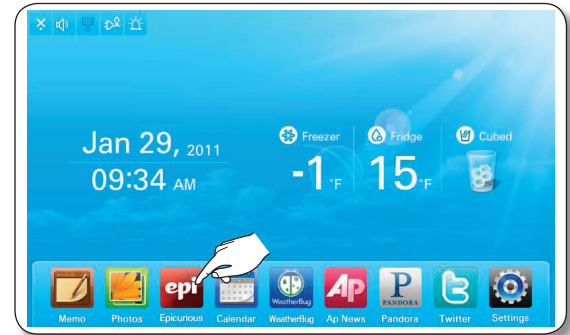 Freezer Fridge Cubed
Jan 29, 2011
-1 °F 15 °F
09:34 AM
epi
WeatherBug
AP
P
PANDORA
t
Memo Photos Epicurious Calendar WeatherBug Ap News Pandora Twitter Settings